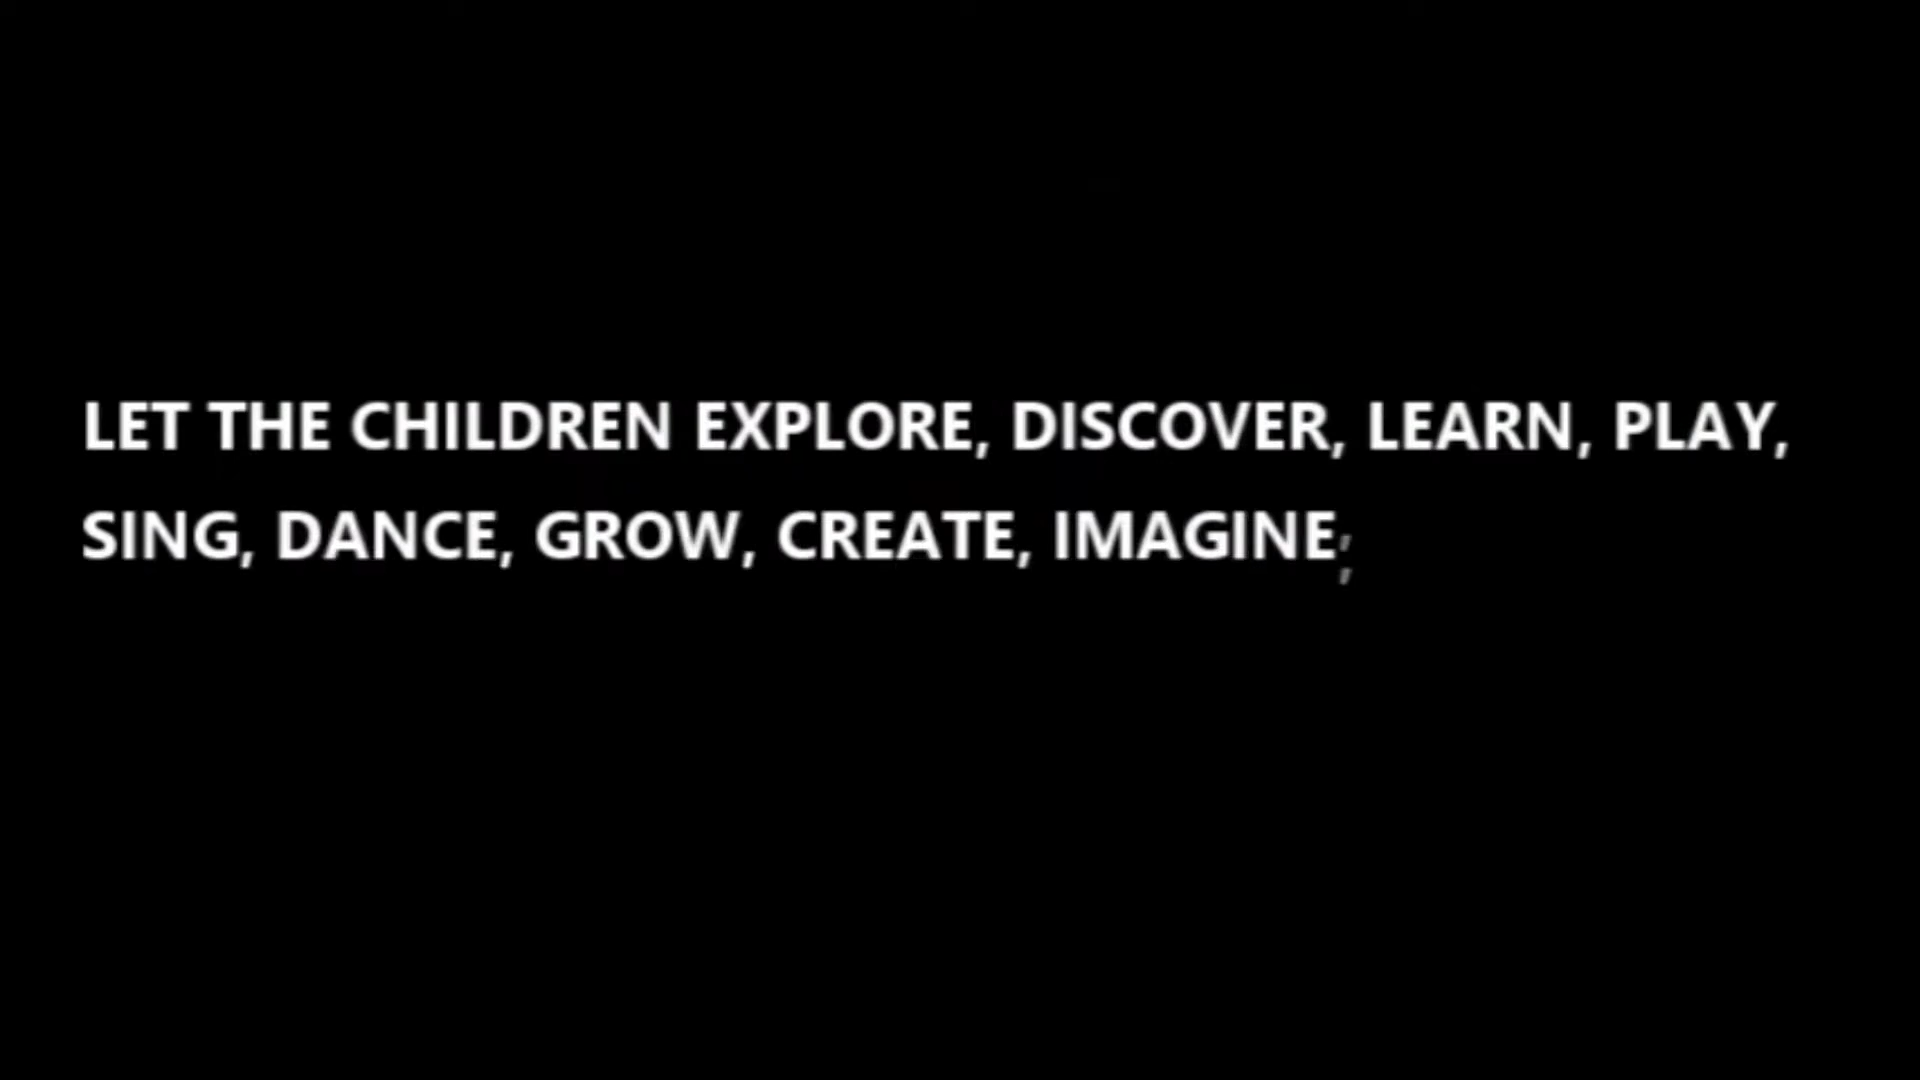 LET THE CHILDREN EXPLORE, DISCOVER, LEARN, PLAY,
SING, DANCE, GROW, CREATE, IMAGINE,